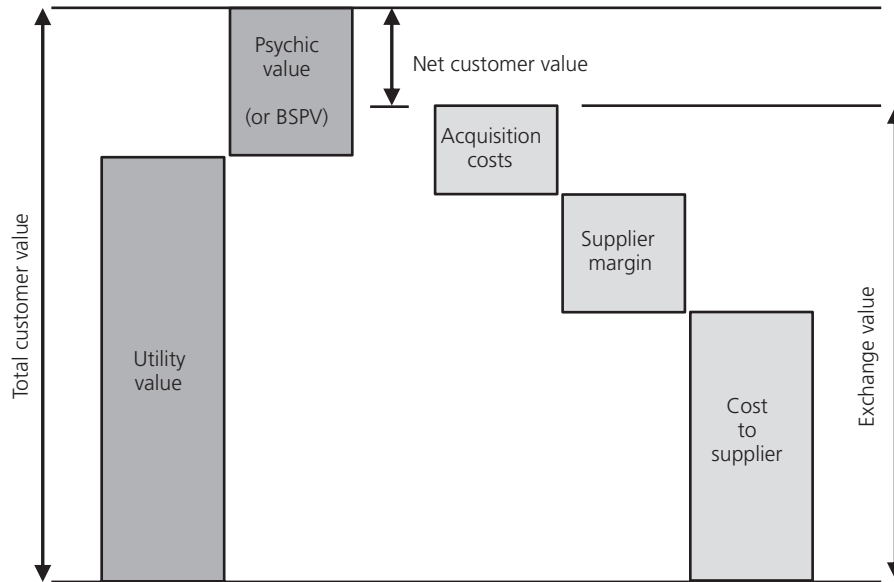 Total customer value
Psychic
value
(or BSPV)
Net customer value
Acquisition
costs
Supplier
margin
Utility
value
Cost
to
supplier
Exchange value